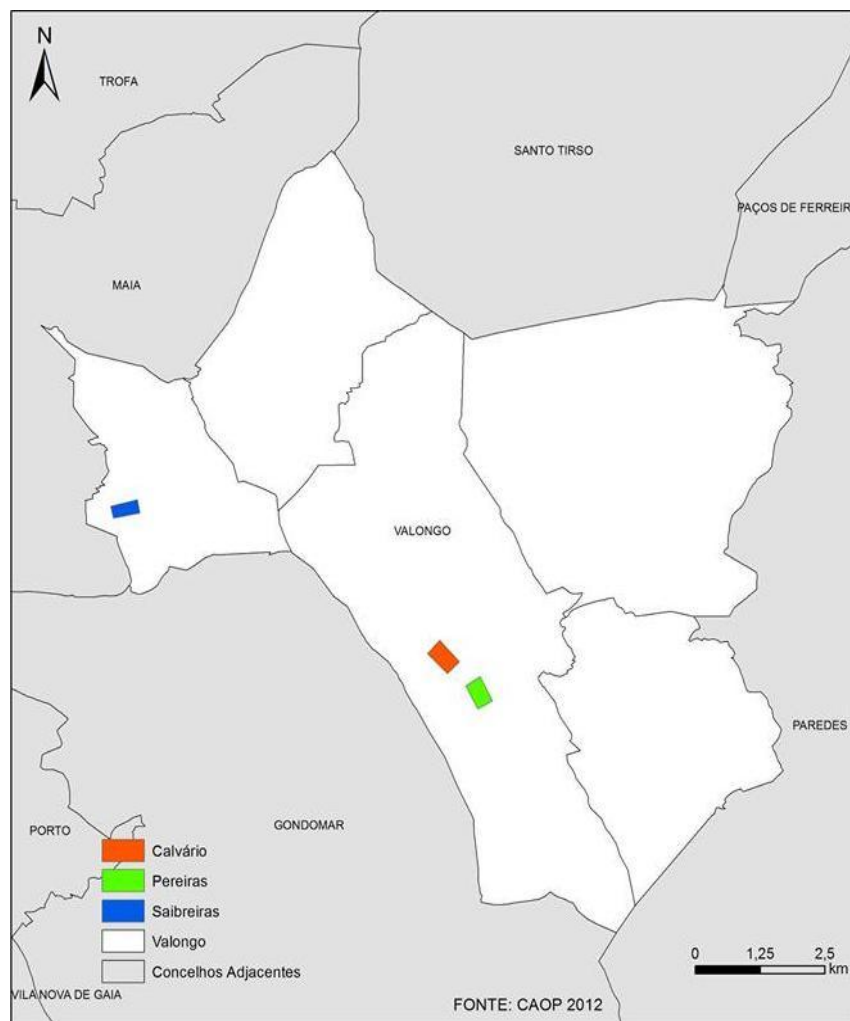 N
TROFA
SANTO TIRSO
PAÇOS DE FERREIR
MAIA
VALONGO
PAREDES
GONDOMAR
PORTO
Calvário
Pereiras
Saibreiras
Valongo
Concelhos Adjacentes
VILA NOVA DE GAIA
0 1,25 2,5
km
FONTE: CAOP 2012